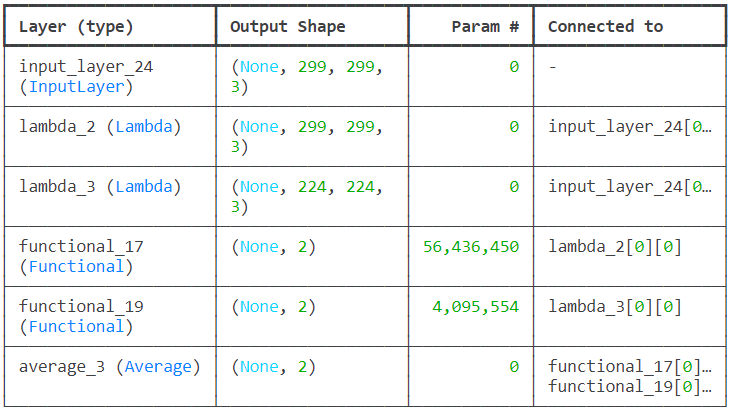 Layer (type) Output Shape Param # Connected to
input_layer_24 (None, 299, 299, 0 -
(InputLayer) 3)
lambda_2 (Lambda) (None, 299, 299, 0 input_layer_24[0…
3)
lambda_3 (Lambda) (None, 224, 224, 0 input_layer_24[0…
3)
functional_17 (None, 2) 56,436,450 lambda_2[0][0]
(Functional)
functional_19 (None, 2) 4,095,554 lambda_3[0][0]
(Functional)
average_3 (Average) (None, 2) 0 functional_17[0]…
functional_19[0]…